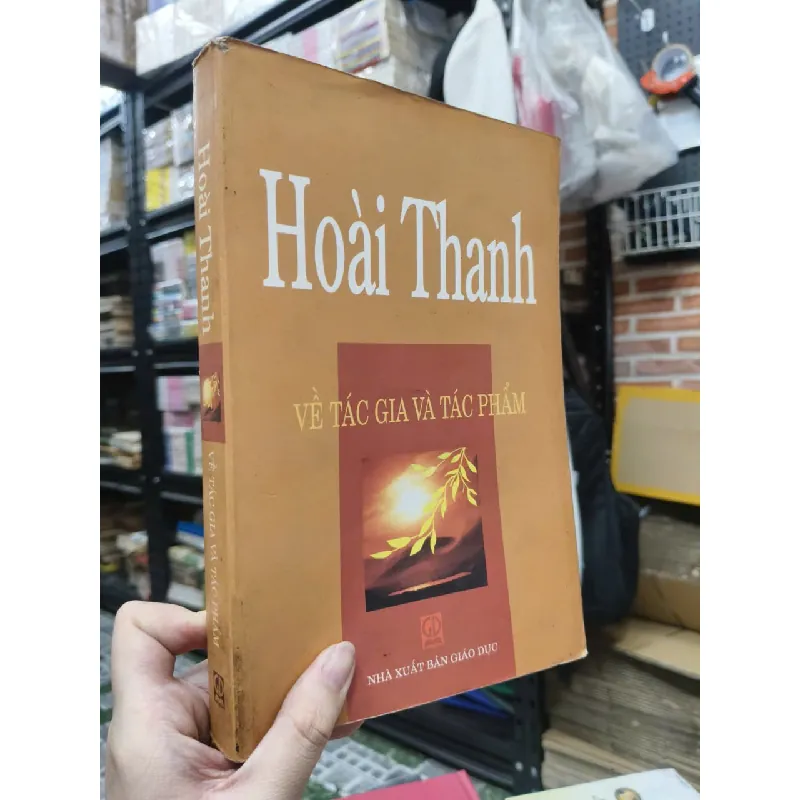 Hoài Thanh
VỀ TÁC GIA VÀ TÁC PHẨM
GD
NHÀ XUẤT BẢN GIÁO DỤC
Hoài Thanh
VỀ TÁC GIA VÀ TÁC PHẨM